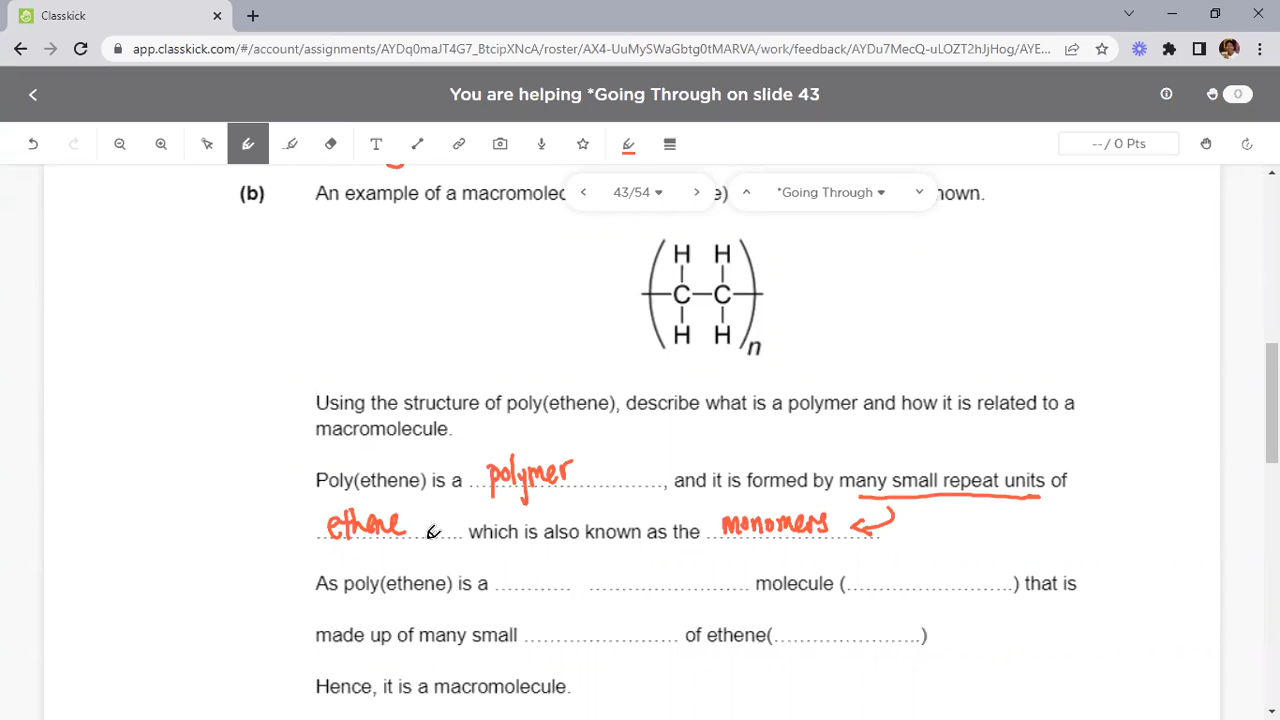 Classkick
app.classkick.com/#/account/assignments/AYDq0maJT4G7_BtcipXNrA/roster/AX4-UuMySWaGbtg0tMARVA/work/feedback/AYDu7MecQ-uLOZT2hJjHog/AYE...
You are helping *Going Through on slide 43
0
T
-- / 0 Pts
43/54
*Going Through
(b) An example of a macromolec e) nown.
H H
C C
H H
n
Using the structure of poly(ethene), describe what is a polymer and how it is related to a
macromolecule.
Poly(ethene) is a polymer, and it is formed by many small repeat units of
ethene which is also known as the monomers
As poly(ethene) is a ............ .......................... molecule (..........................) that is
made up of many small ......................... of ethene(.......................)
Hence, it is a macromolecule.